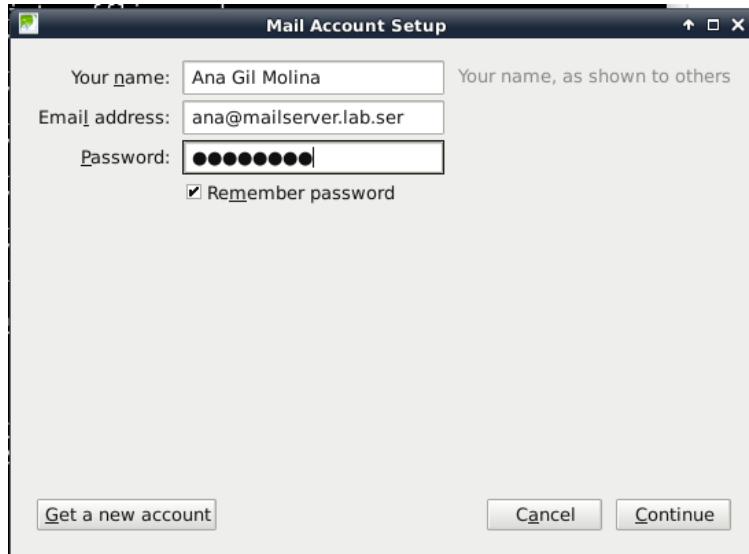 Mail Account Setup
Your name: Ana Gil Molina Your name, as shown to others
Email address: ana@mailserver.lab.ser
Password: ●●●●●●●●
Remember password
Get a new account Cancel Continue